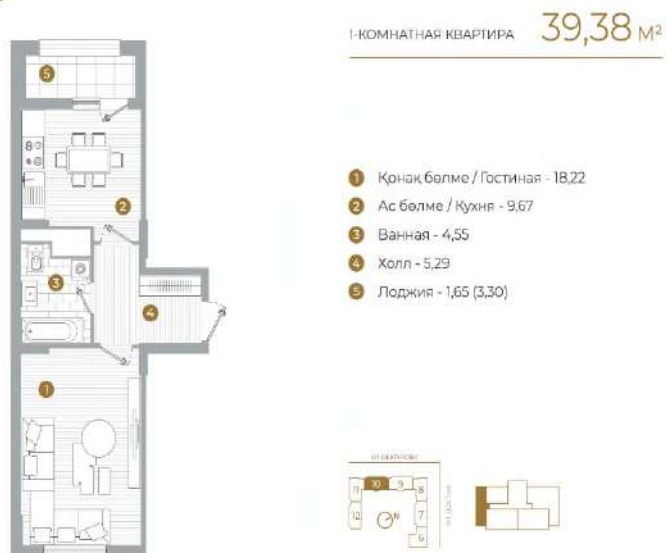 1-КОМНАТНАЯ КВАРТИРА 39,38 М²
1 Қонақ бөлме / Гостиная - 18,22
2 Ас бөлме / Кухня - 9,67
3 Ванная - 4,55
4 Холл - 5,29
5 Лоджия - 1,65 (3,30)
5
2
3
4
1
11 10 9 8
12 N 7
6